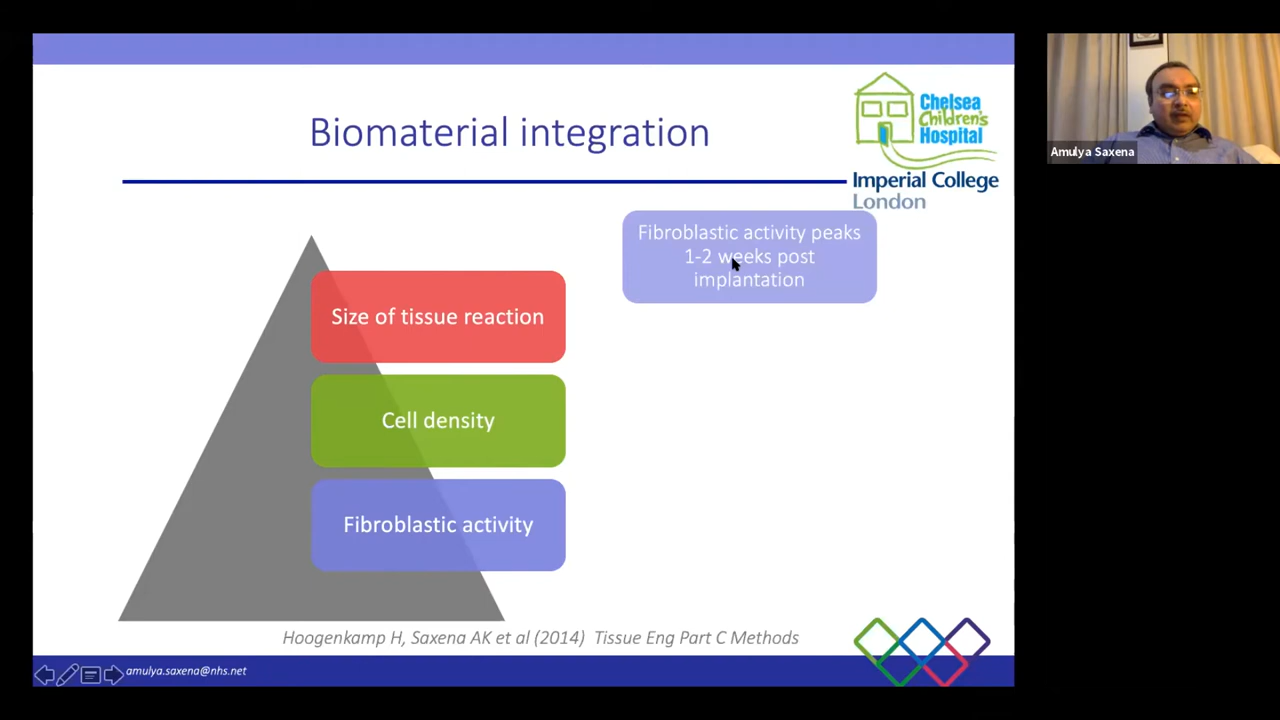 Biomaterial integration
Chelsea
Children's
Hospital
Imperial College
London
Amulya Saxena
Fibroblastic activity peaks
1-2 weeks post
implantation
Size of tissue reaction
Cell density
Fibroblastic activity
Hoogenkamp H, Saxena AK et al (2014) Tissue Eng Part C Methods
amulya.saxena@nhs.net